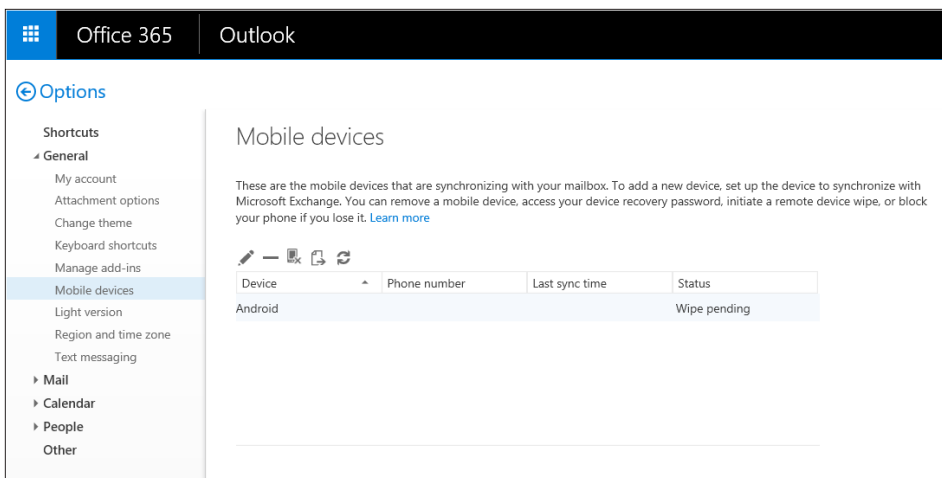 Office 365 Outlook
Options
Shortcuts
General
My account
Attachment options
Change theme
Keyboard shortcuts
Manage add-ins
Mobile devices
Light version
Region and time zone
Text messaging
Mail
Calendar
People
Other
Mobile devices
These are the mobile devices that are synchronizing with your mailbox. To add a new device, set up the device to synchronize with
Microsoft Exchange. You can remove a mobile device, access your device recovery password, initiate a remote device wipe, or block
your phone if you lose it. Learn more
Device Phone number Last sync time Status
Android Wipe pending